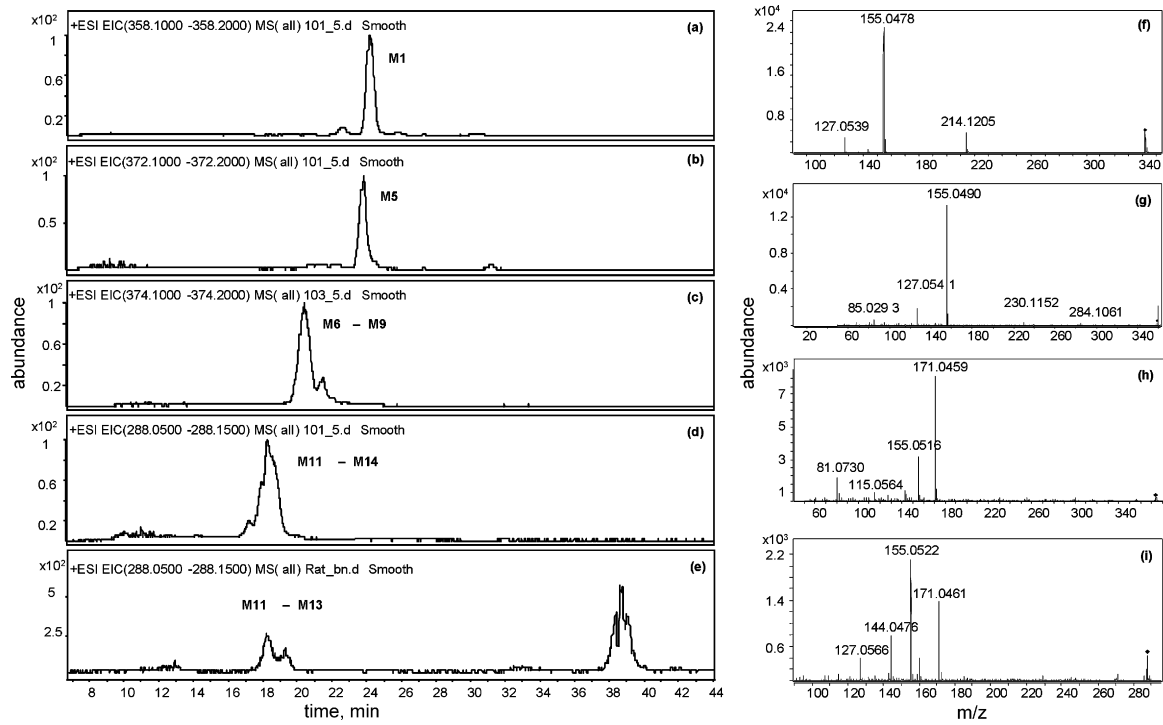 x10² +ESI EIC(358.1000 -358.2000) MS( all) 101_5.d Smooth (a)
1
M1
0.6
0.2
x10² +ESI EIC(372.1000 -372.2000) MS( all) 101_5.d Smooth (b)
1
M5
0.5
x10² +ESI EIC(374.1000 -374.2000) MS( all) 103_5.d Smooth (c)
1
M6 – M9
0.6
0.2
x10² +ESI EIC(288.0500 -288.1500) MS( all) 101_5.d Smooth (d)
1
M11 – M14
0.6
0.2
x10² +ESI EIC(288.0500 -288.1500) MS( all) Rat_bn.d Smooth (e)
5
M11 – M13
2.5
8 10 12 14 16 18 20 22 24 26 28 30 32 34 36 38 40 42 44
time, min
abundance
x10⁴ 155.0478 (f)
2.4
1.6
0.8
127.0539 214.1205
100 140 180 220 260 300 340
x10⁴ 155.0490 (g)
1.2
0.8
0.4
127.054 1
85.029 3 230.1152
284.1061
20 60 100 140 180 220 260 300 340
x10³ 171.0459 (h)
7
5
3
1
155.0516
81.0730
115.0564
60 100 140 180 220 260 300 340
x10³ 155.0522 (i)
2.2
1.4
0.6
171.0461
144.0476
127.0566
100 120 140 160 180 200 220 240 260 280
m/z
abundance